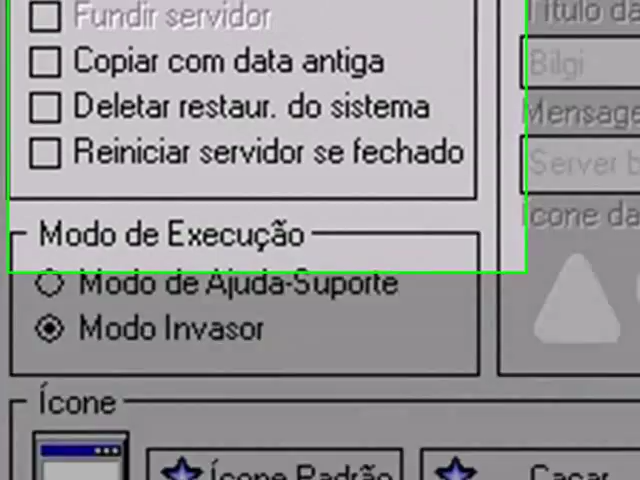 Fundir servidor
Copiar com data antiga
Deletar restaur. do sistema
Reiniciar servidor se fechado
Modo de Execução
Modo de Ajuda-Suporte
Modo Invasor
Ícone
Ícone Padrão
Título da
Bilgi
Mensage
Server b
Ícone da